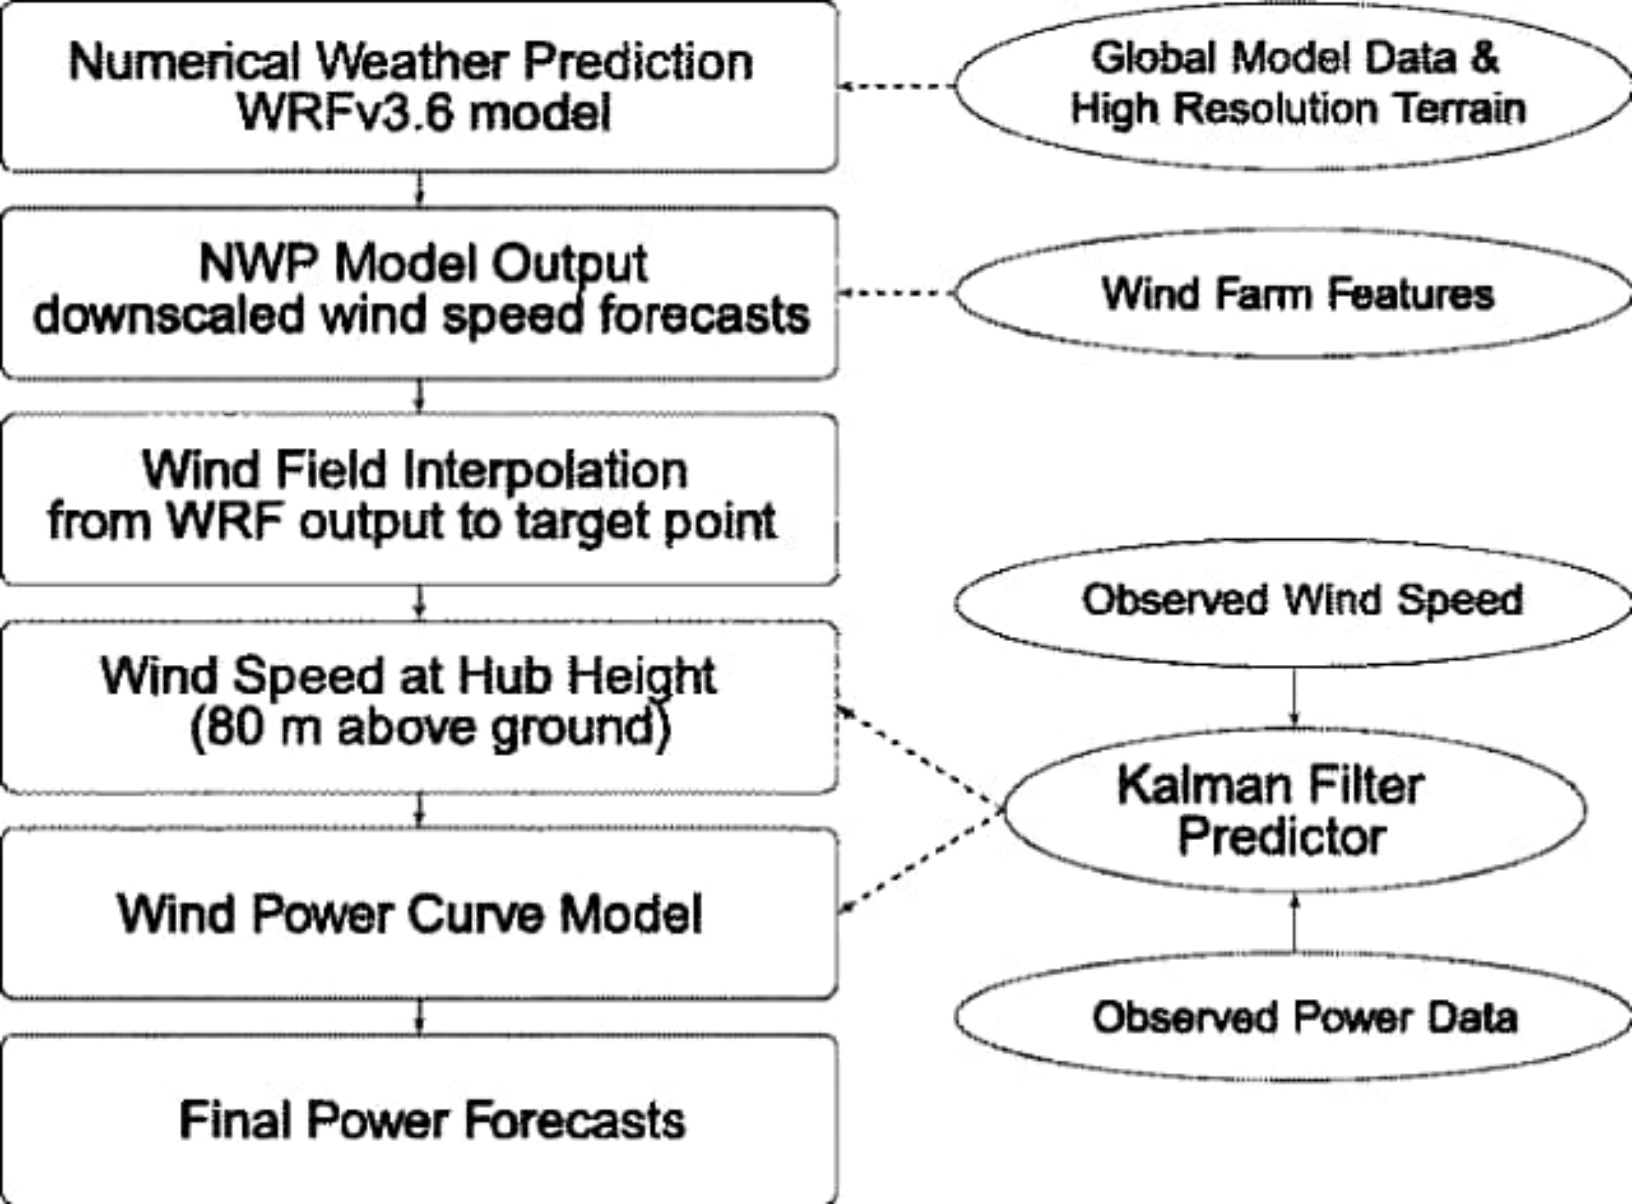 Numerical Weather Prediction
WRFv3.6 model
Global Model Data &
High Resolution Terrain
NWP Model Output
downscaled wind speed forecasts
Wind Farm Features
Wind Field Interpolation
from WRF output to target point
Observed Wind Speed
Wind Speed at Hub Height
(80 m above ground)
Kalman Filter
Predictor
Wind Power Curve Model
Observed Power Data
Final Power Forecasts